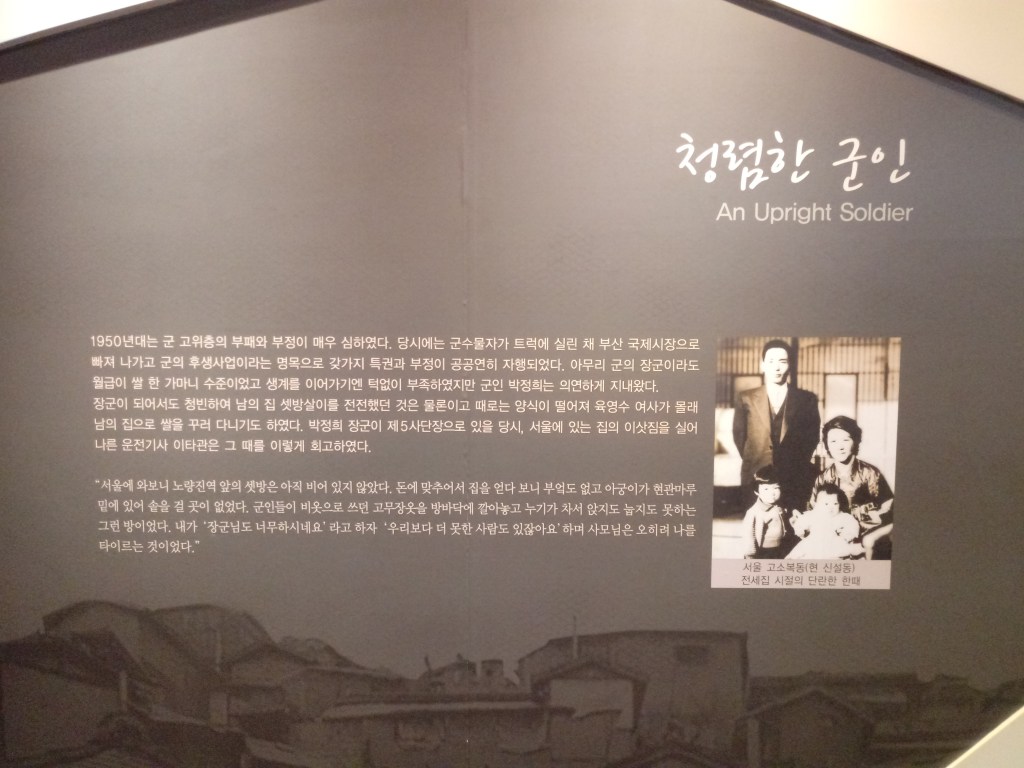 청렴한 군인
An Upright Soldier
1950년대는 군 고위층의 부패와 부정이 매우 심하였다. 당시에는 군수물자가 트럭에 실린 채 부산 국제시장으로
빠져 나가고 군의 후생사업이라는 명목으로 갖가지 특권과 부정이 공공연히 자행되었다. 아무리 군의 장군이라도
월급이 쌀 한 가마니 수준이었고 생계를 이어가기엔 턱없이 부족하였지만 군인 박정희는 의연하게 지내왔다.
장군이 되어서도 청빈하여 남의 집 셋방살이를 전전했던 것은 물론이고 때로는 양식이 떨어져 육영수 여사가 몰래
남의 집으로 쌀을 꾸러 다니기도 하였다. 박정희 장군이 제5사단장으로 있을 당시, 서울에 있는 집의 이삿짐을 실어
나른 운전기사 이타관은 그 때를 이렇게 회고하였다.
“서울에 와보니 노량진역 앞의 셋방은 아직 비어 있지 않았다. 돈에 맞추어서 집을 얻다 보니 부엌도 없고 아궁이가 현관마루
밑에 있어 솥을 걸 곳이 없었다. 군인들이 비옷으로 쓰던 고무장옷을 방바닥에 깔아놓고 누기가 차서 앉지도 눕지도 못하는
그런 방이었다. 내가 ‘장군님도 너무하시네요’ 라고 하자 ‘우리보다 더 못한 사람도 있잖아요’ 하며 사모님은 오히려 나를
타이르는 것이었다.”
서울 고소복동(현 신설동)
전세집 시절의 단란한 한때